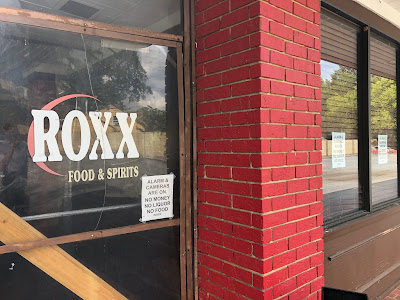 ROXX
FOOD & SPIRITS
ALARM &
CAMERAS
ARE ON
NO MONEY
NO LIQUOR
NO FOOD